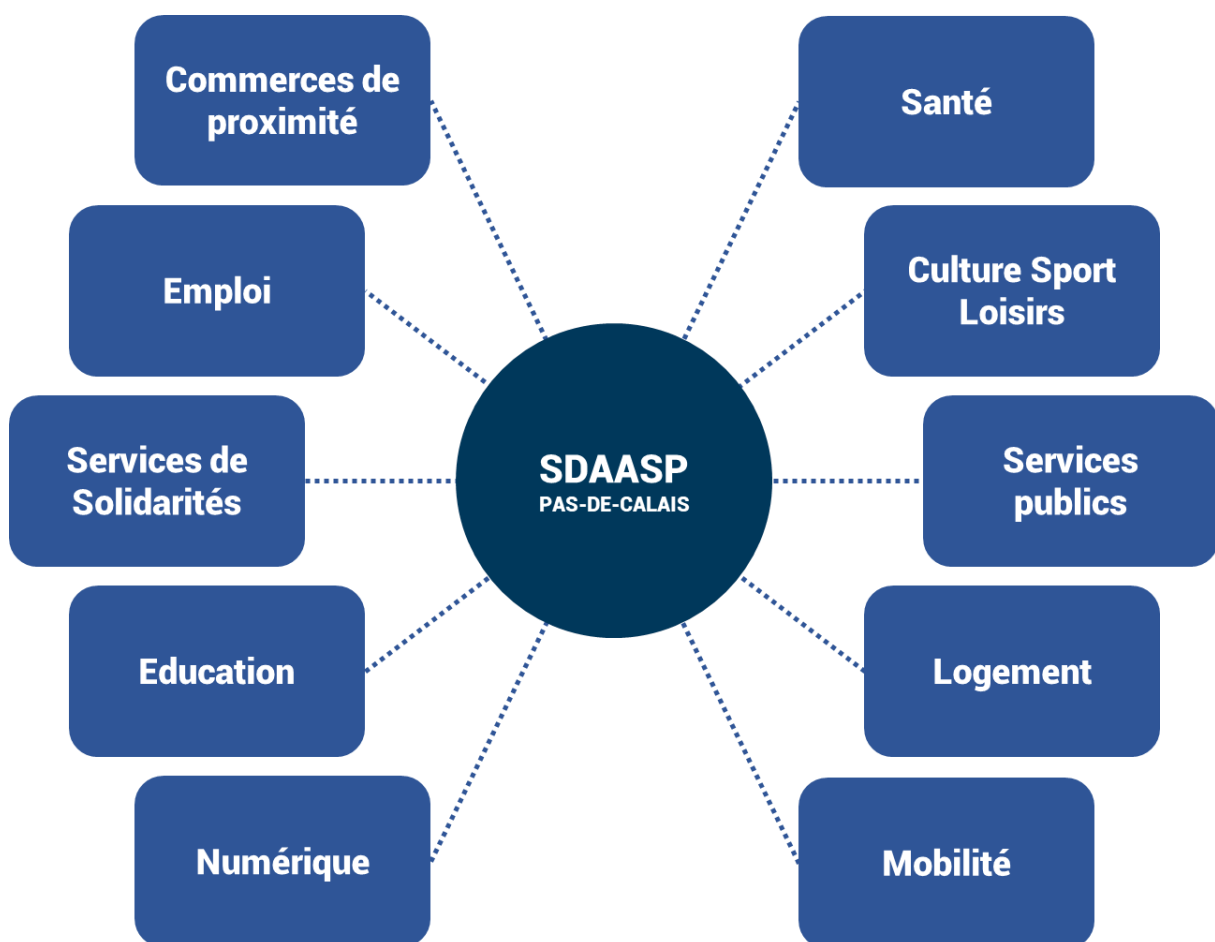 Commerces de
proximité
Santé
Emploi
Culture Sport
Loisirs
Services de
Solidarités
SDAASP
PAS-DE-CALAIS
Services
publics
Education
Logement
Numérique
Mobilité